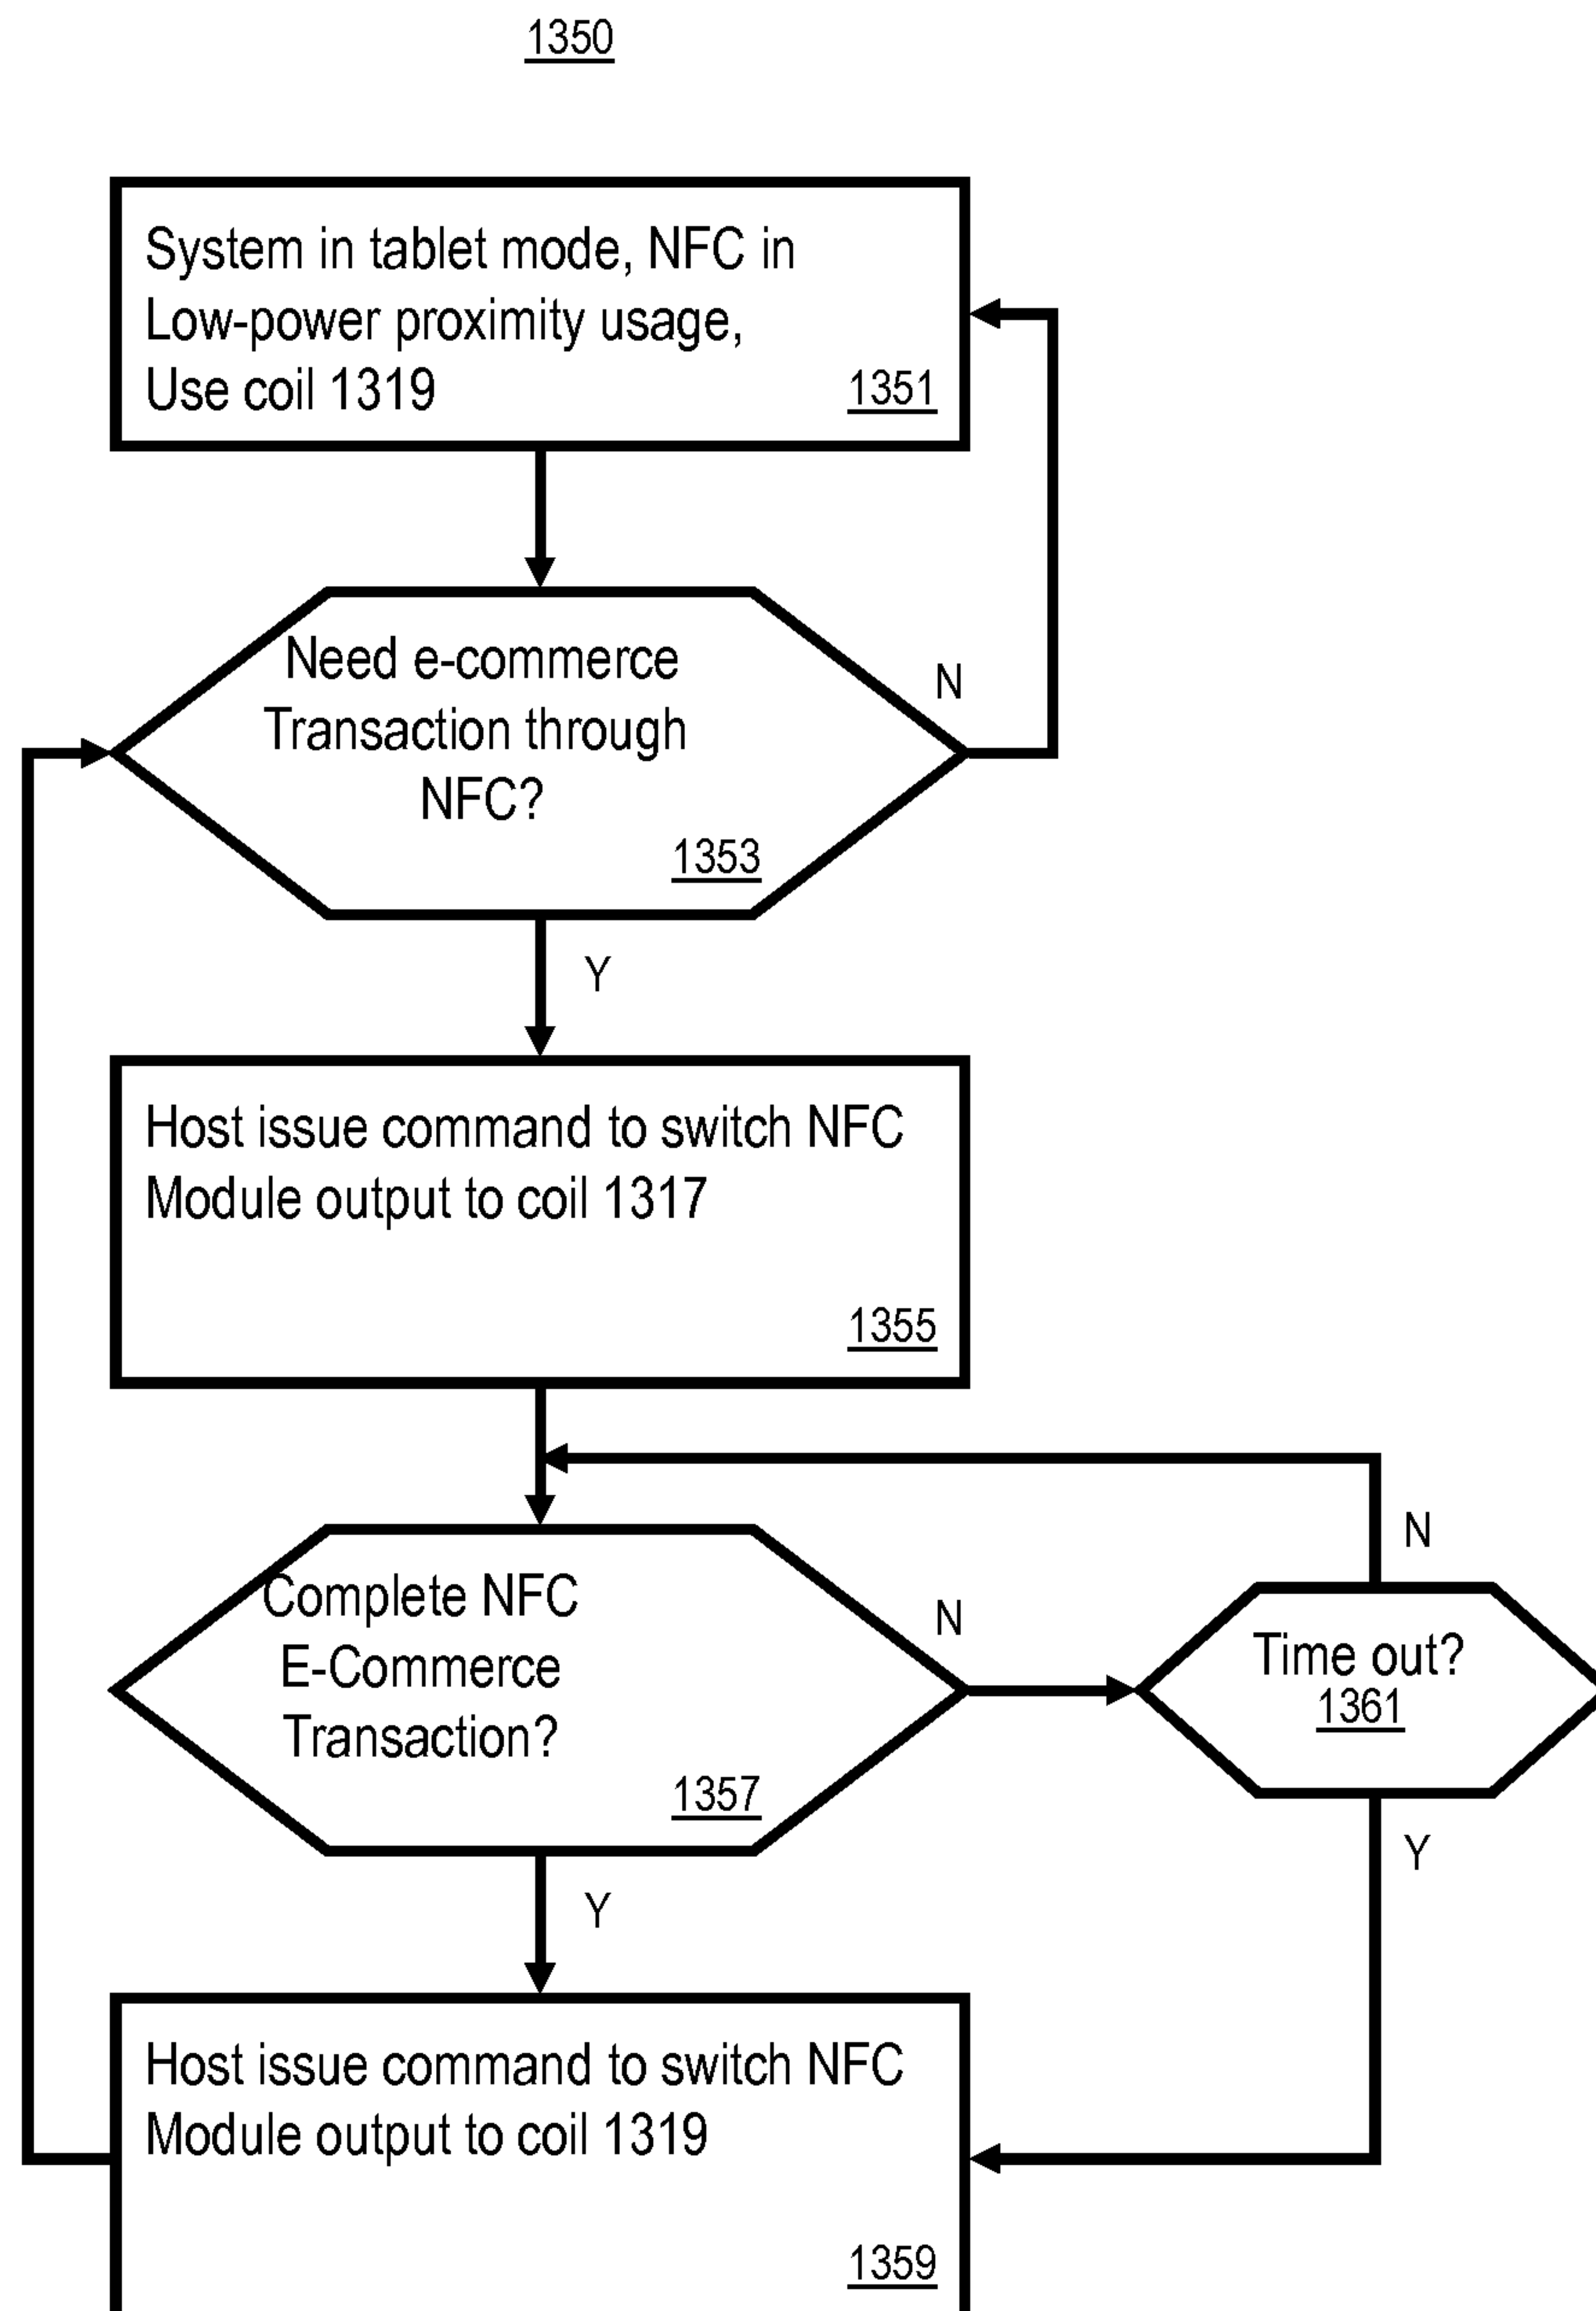 1350
System in tablet mode, NFC in
Low-power proximity usage,
Use coil 1319
1351
Need e-commerce
Transaction through
NFC?
1353
N
Y
Host issue command to switch NFC
Module output to coil 1317
1355
Complete NFC
E-Commerce
Transaction?
1357
N
Y
Time out?
1361
N
Y
Host issue command to switch NFC
Module output to coil 1319
1359